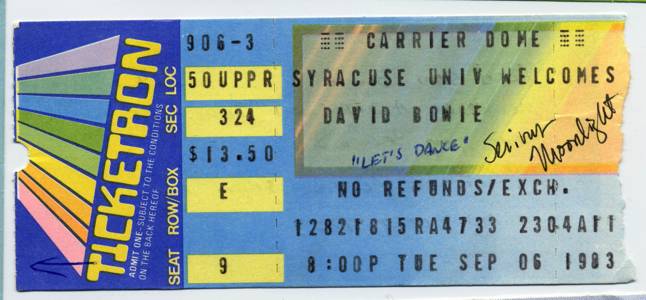 TICKETRON
ADMIT ONE-SUBJECT TO THE CONDITIONS
ON THE BACK HEREOF
SEAT ROW/BOX SEC LOC
906-3
50UPPR
324
$13.50
E
9
CARRIER DOME
SYRACUSE UNIV WELCOMES
DAVID BOWIE
"LET'S DANCE"
Moonlight
NO REFUNDS/EXCH.
12821815RA4733 2304A11
8:00P TUE SEP 06 1983